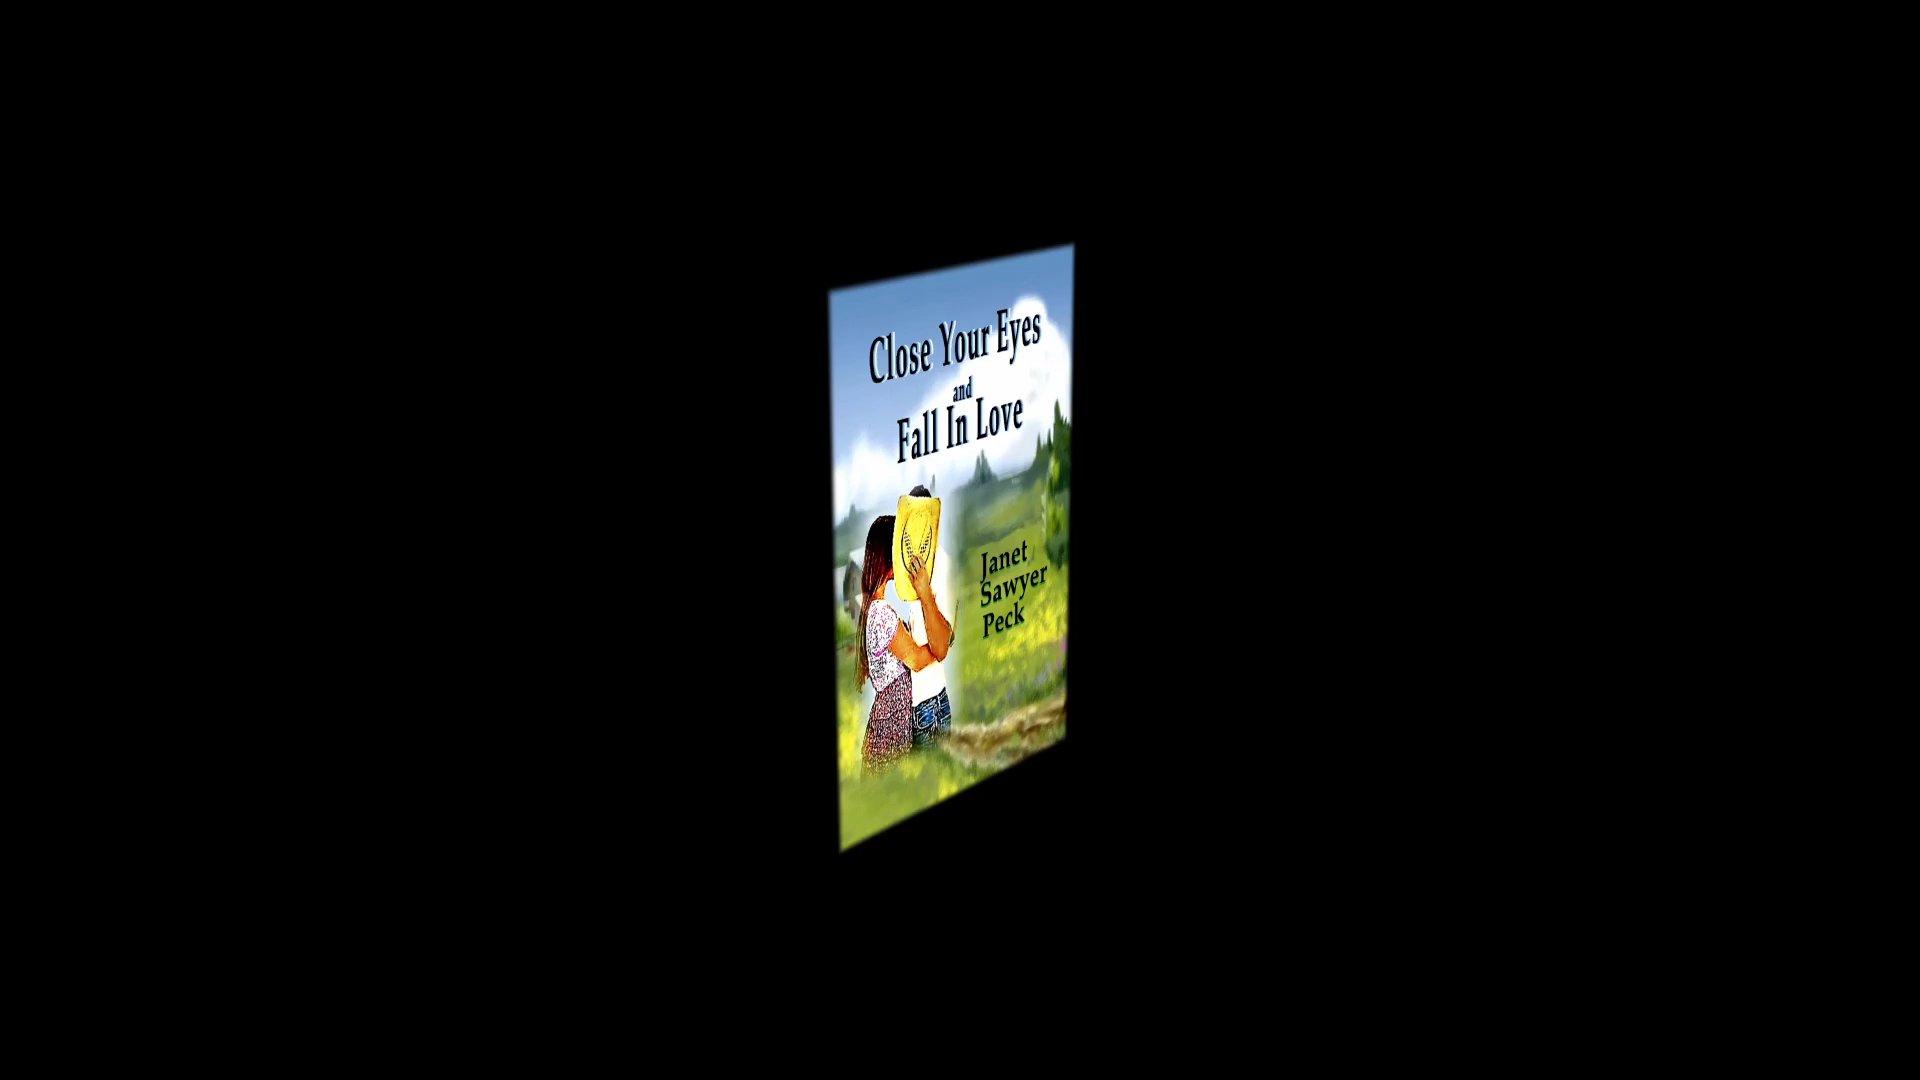 Close Your Eyes
and
Fall In Love
Janet
Sawyer
Peck